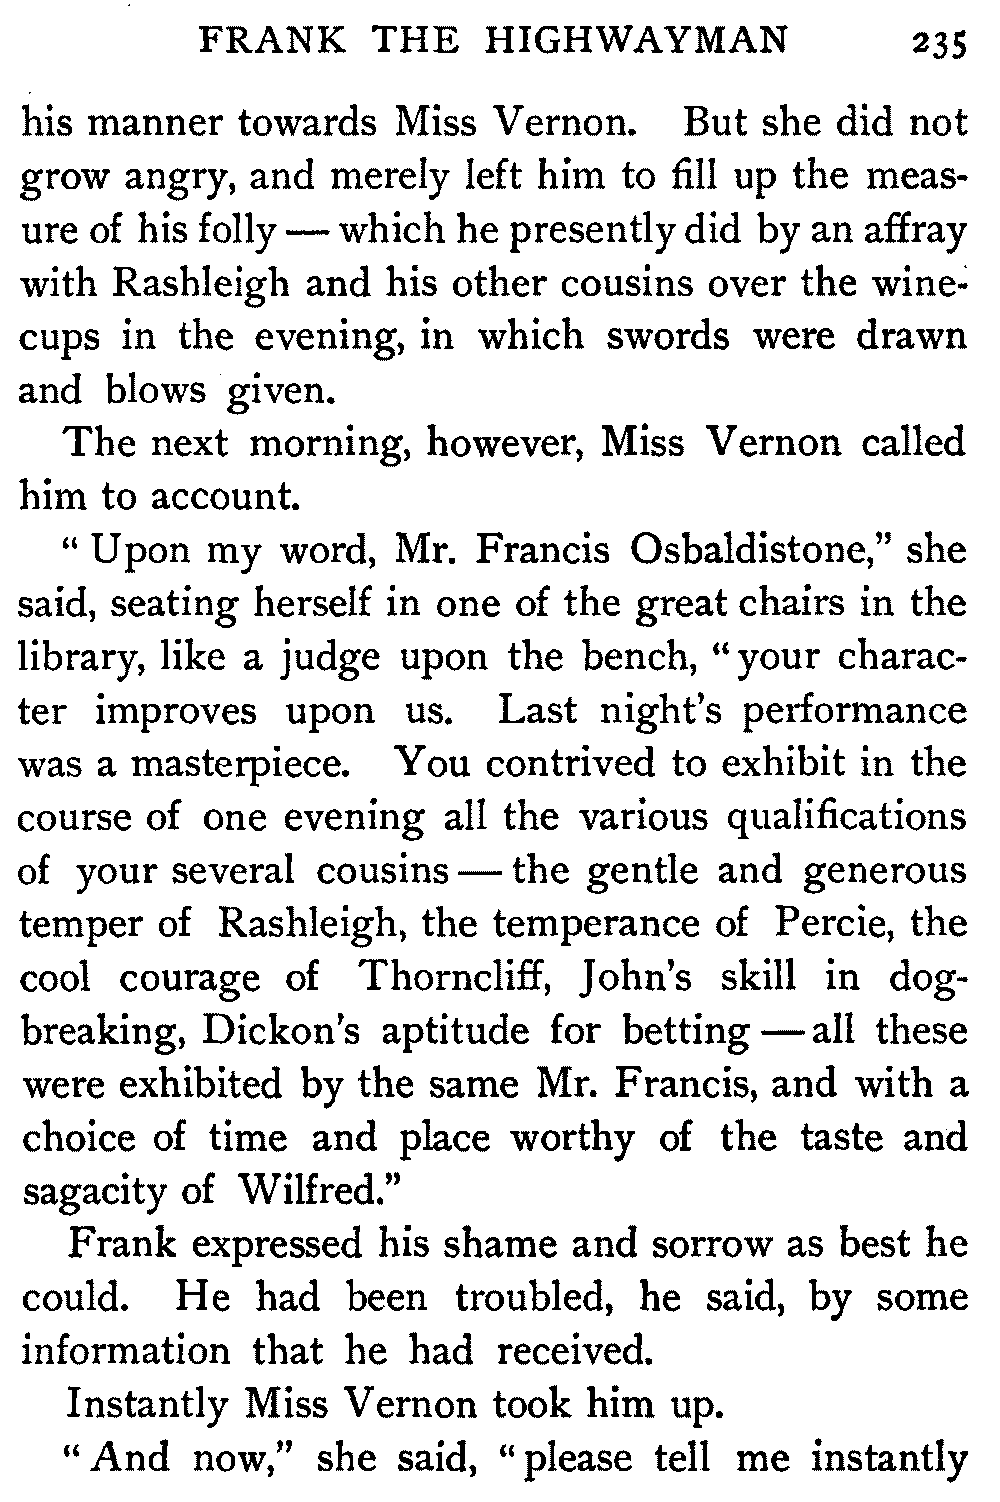 FRANK THE HIGHWAYMAN 235
his manner towards Miss Vernon. But she did not
grow angry, and merely left him to fill up the meas-
ure of his folly — which he presently did by an affray
with Rashleigh and his other cousins over the wine-
cups in the evening, in which swords were drawn
and blows given.
The next morning, however, Miss Vernon called
him to account.
“ Upon my word, Mr. Francis Osbaldistone,” she
said, seating herself in one of the great chairs in the
library, like a judge upon the bench, “ your charac-
ter improves upon us. Last night’s performance
was a masterpiece. You contrived to exhibit in the
course of one evening all the various qualifications
of your several cousins — the gentle and generous
temper of Rashleigh, the temperance of Percie, the
cool courage of Thorncliff, John’s skill in dog-
breaking, Dickon’s aptitude for betting — all these
were exhibited by the same Mr. Francis, and with a
choice of time and place worthy of the taste and
sagacity of Wilfred.”
Frank expressed his shame and sorrow as best he
could. He had been troubled, he said, by some
information that he had received.
Instantly Miss Vernon took him up.
“ And now,” she said, “ please tell me instantly